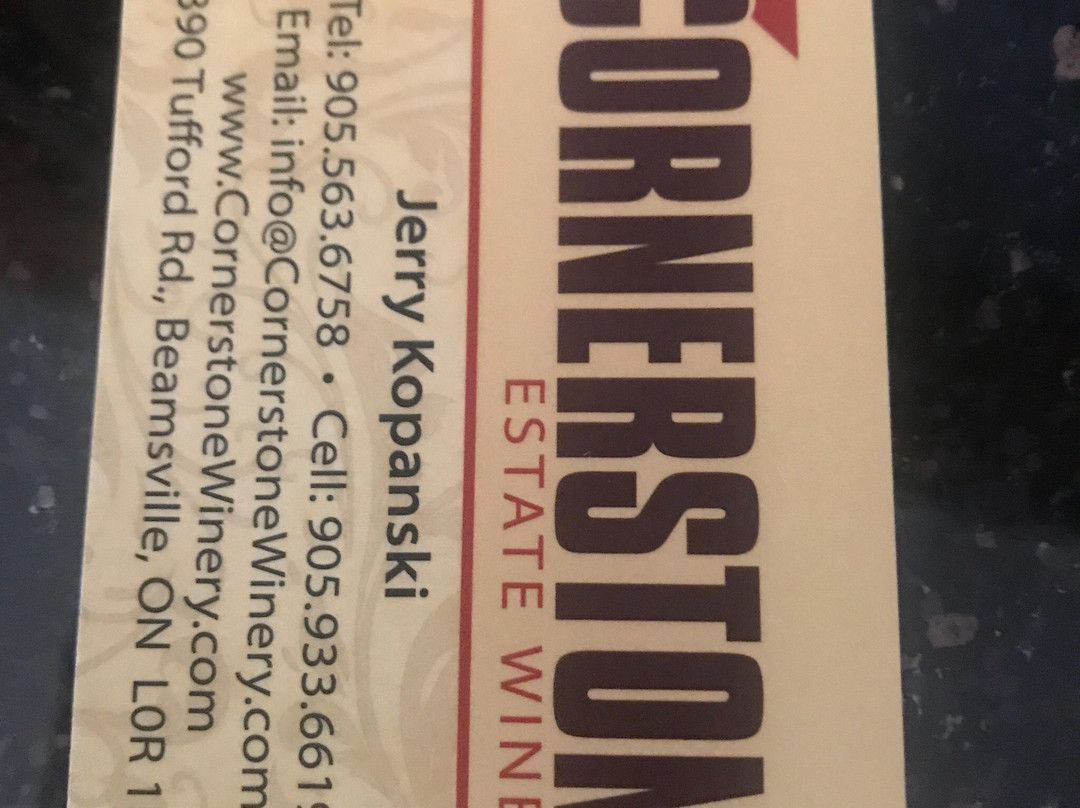 CORNERSTON
ESTATE WINE
Jerry Kopanski
Tel: 905.563.6758 • Cell: 905.933.661
Email: info@CornerstoneWinery.com
www.CornerstoneWinery.com
390 Tufford Rd., Beamsville, ON L0R 1